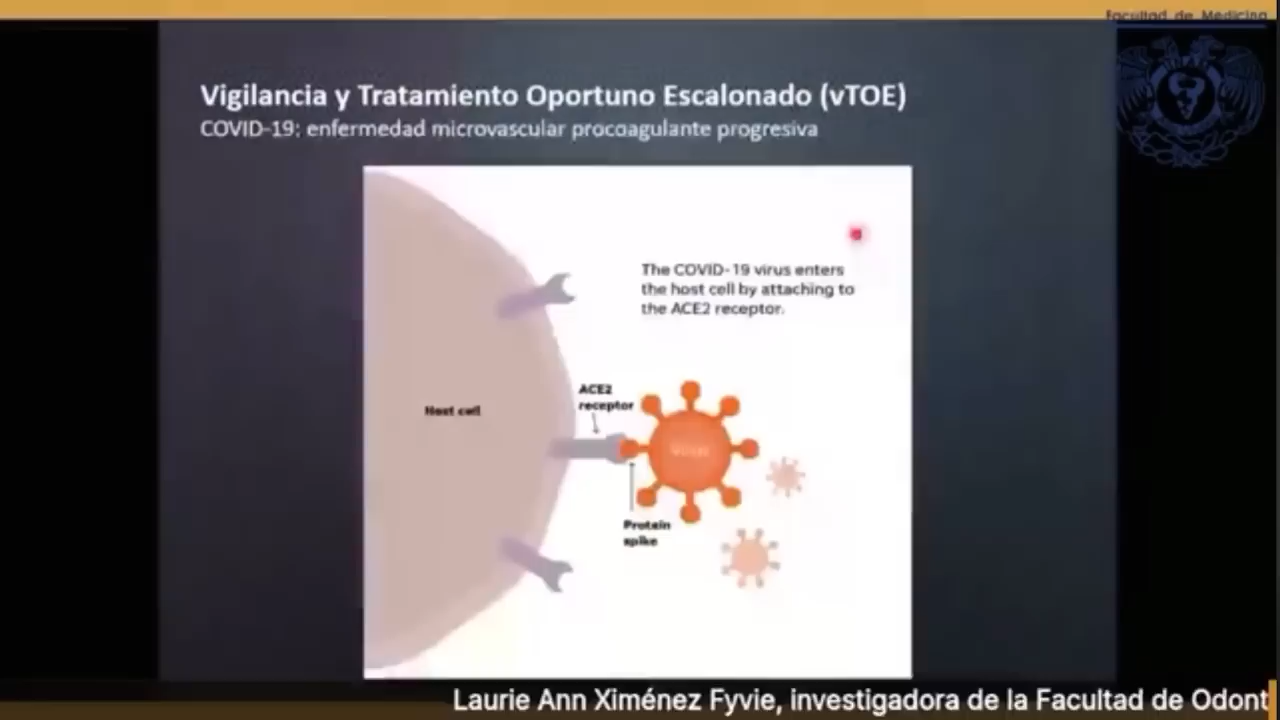 Facultad de Medicina
Vigilancia y Tratamiento Oportuno Escalonado (vTOE)
COVID-19: enfermedad microvascular procoagulante progresiva
The COVID-19 virus enters
the host cell by attaching to
the ACE2 receptor.
ACE2
receptor
Host cell
Protein
spike
Laurie Ann Ximénez Fyvie, investigadora de la Facultad de Odont